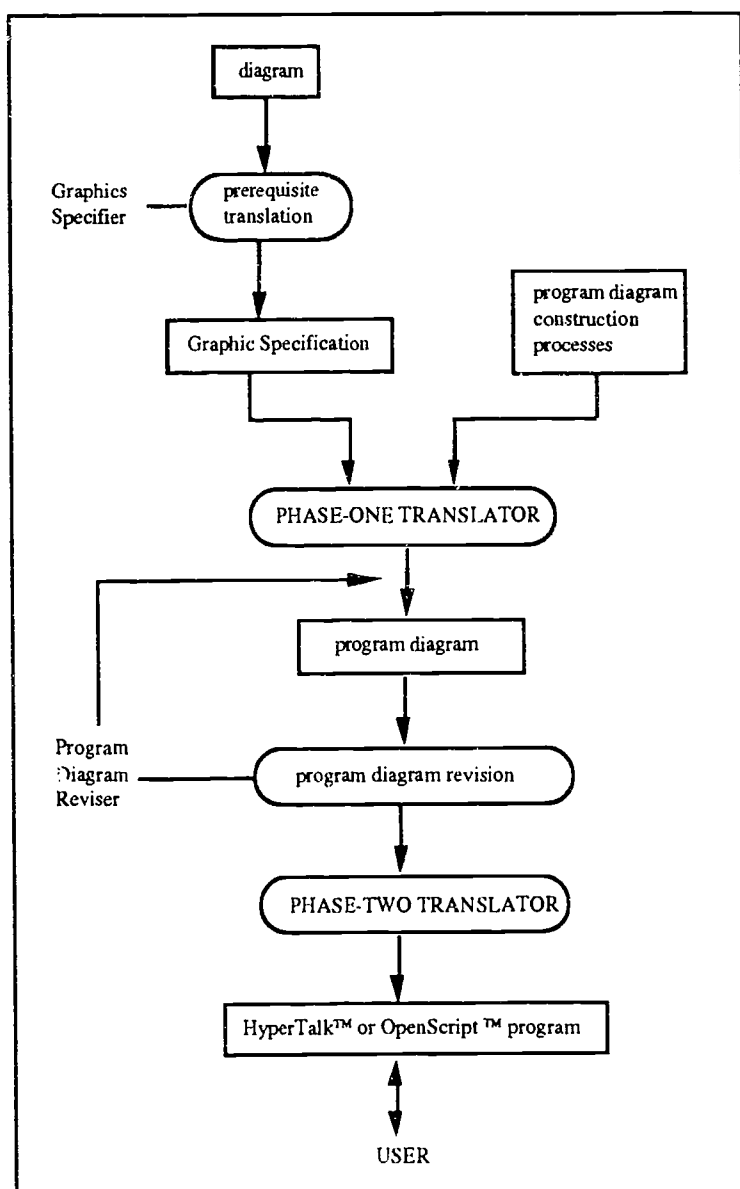 diagram
Graphics
Specifier
prerequisite
translation
program diagram
construction
processes
Graphic Specification
PHASE-ONE TRANSLATOR
program diagram
Program
Diagram
Reviser
program diagram revision
PHASE-TWO TRANSLATOR
HyperTalk™ or OpenScript ™ program
USER